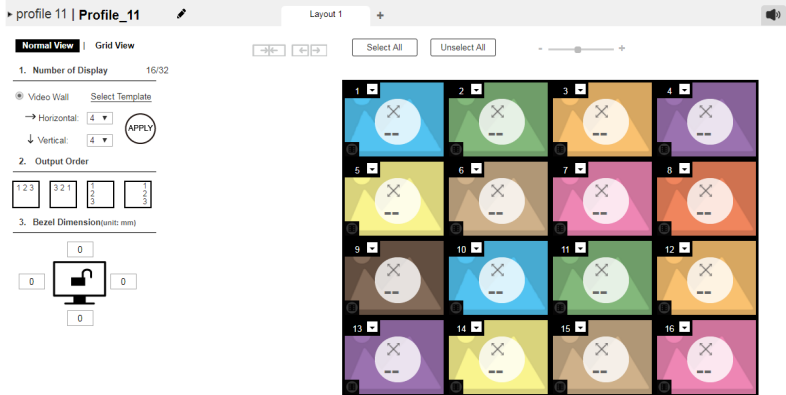 profile 11 | Profile_11
Layout 1 +
Normal View | Grid View
Select All
Unselect All
- +
1. Number of Display 16/32
Video Wall Select Template
Horizontal: 4
Vertical: 4
APPLY
2. Output Order
1 2 3
3 2 1
1
2
3
1
2
3
3. Bezel Dimension(unit: mm)
0
0
0
0
1
2
3
4
5
6
7
8
9
10
11
12
13
14
15
16